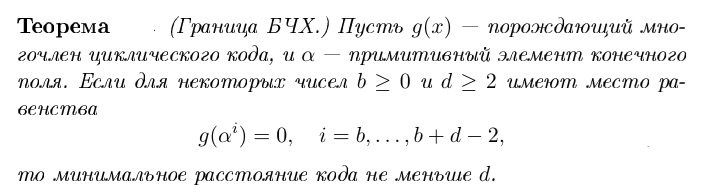 Теорема (Граница БЧХ.) Пусть g(x) — порождающий мно-
гочлен циклического кода, и α — примитивный элемент конечного
поля. Если для некоторых чисел b ≥ 0 и d ≥ 2 имеют место ра-
венства
g(αⁱ) = 0, i = b, . . . , b + d − 2,
то минимальное расстояние кода не меньше d.